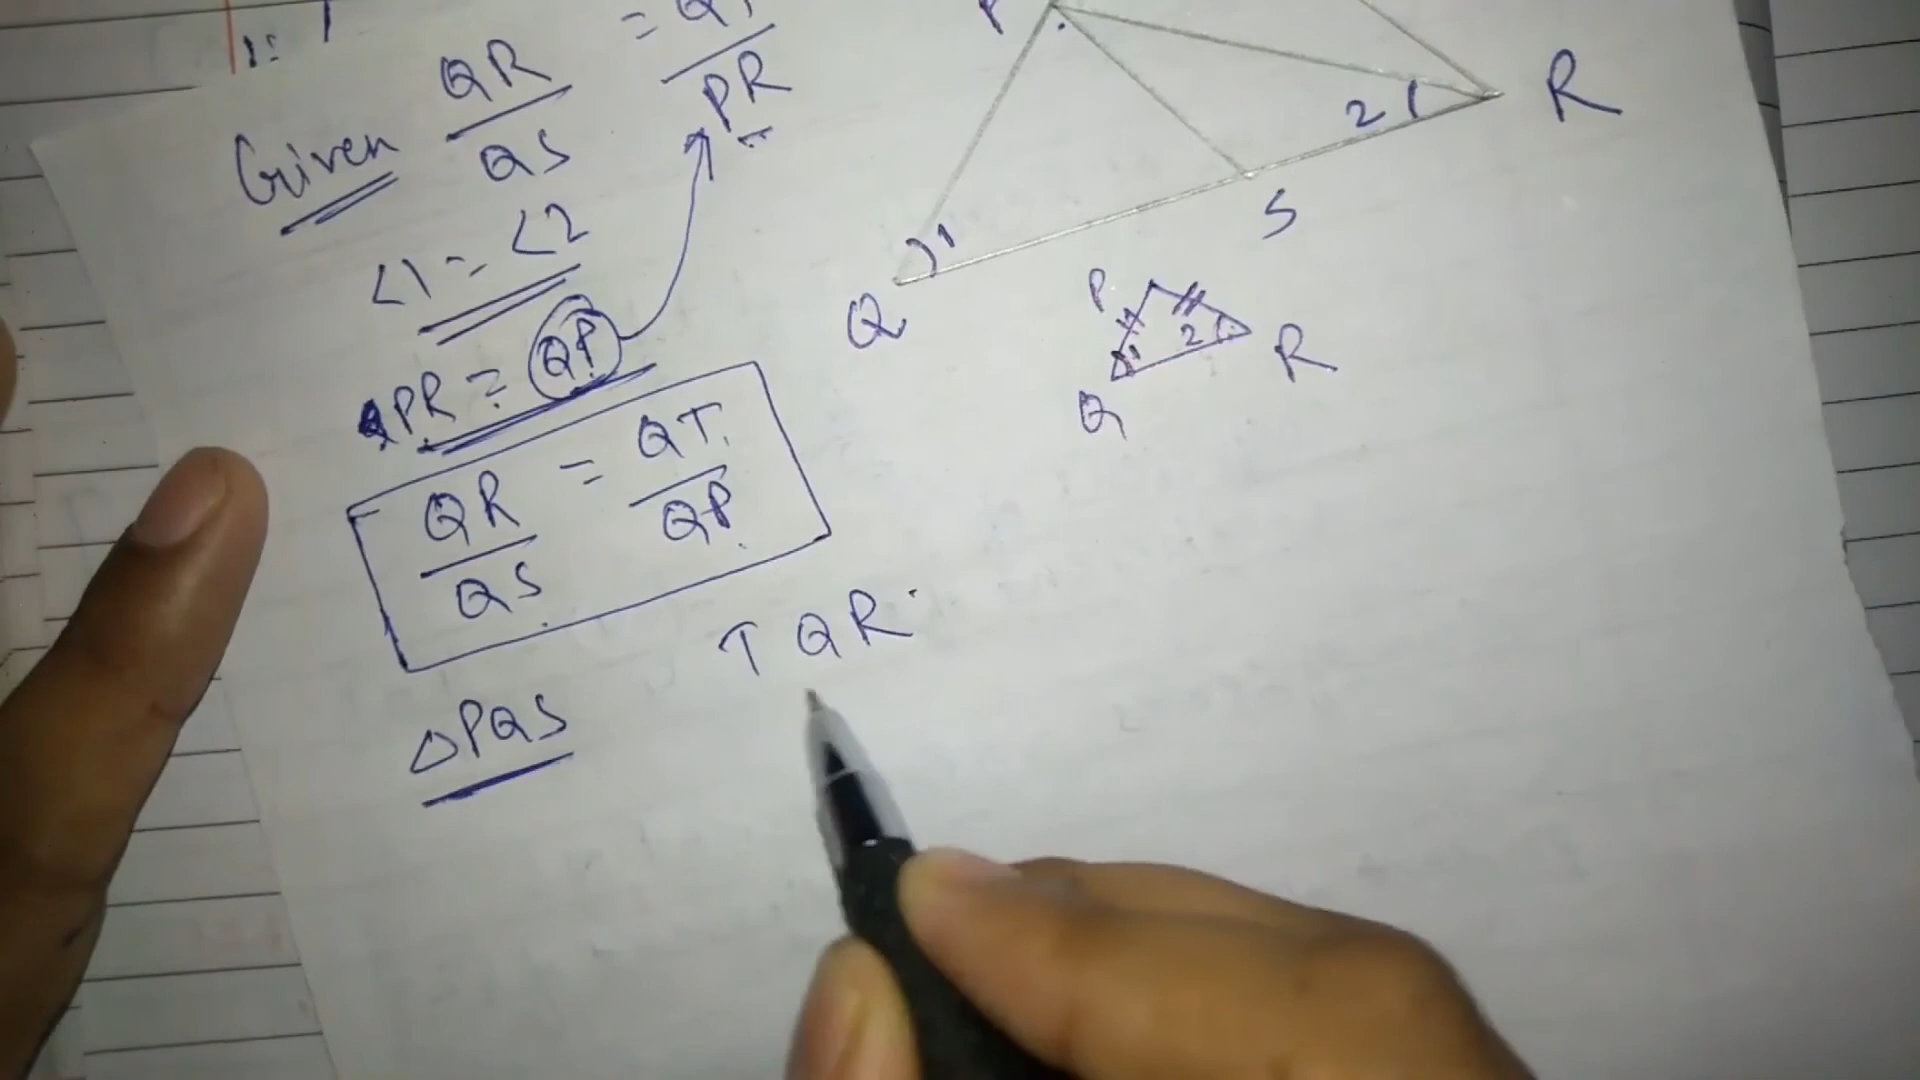 Given QR/QS = QT/PR
<1 = <2
PR = QP
QR/QS = QT/QP
△PQS
TQR
P
2
R
S
1
Q
P
2
1
R
Q